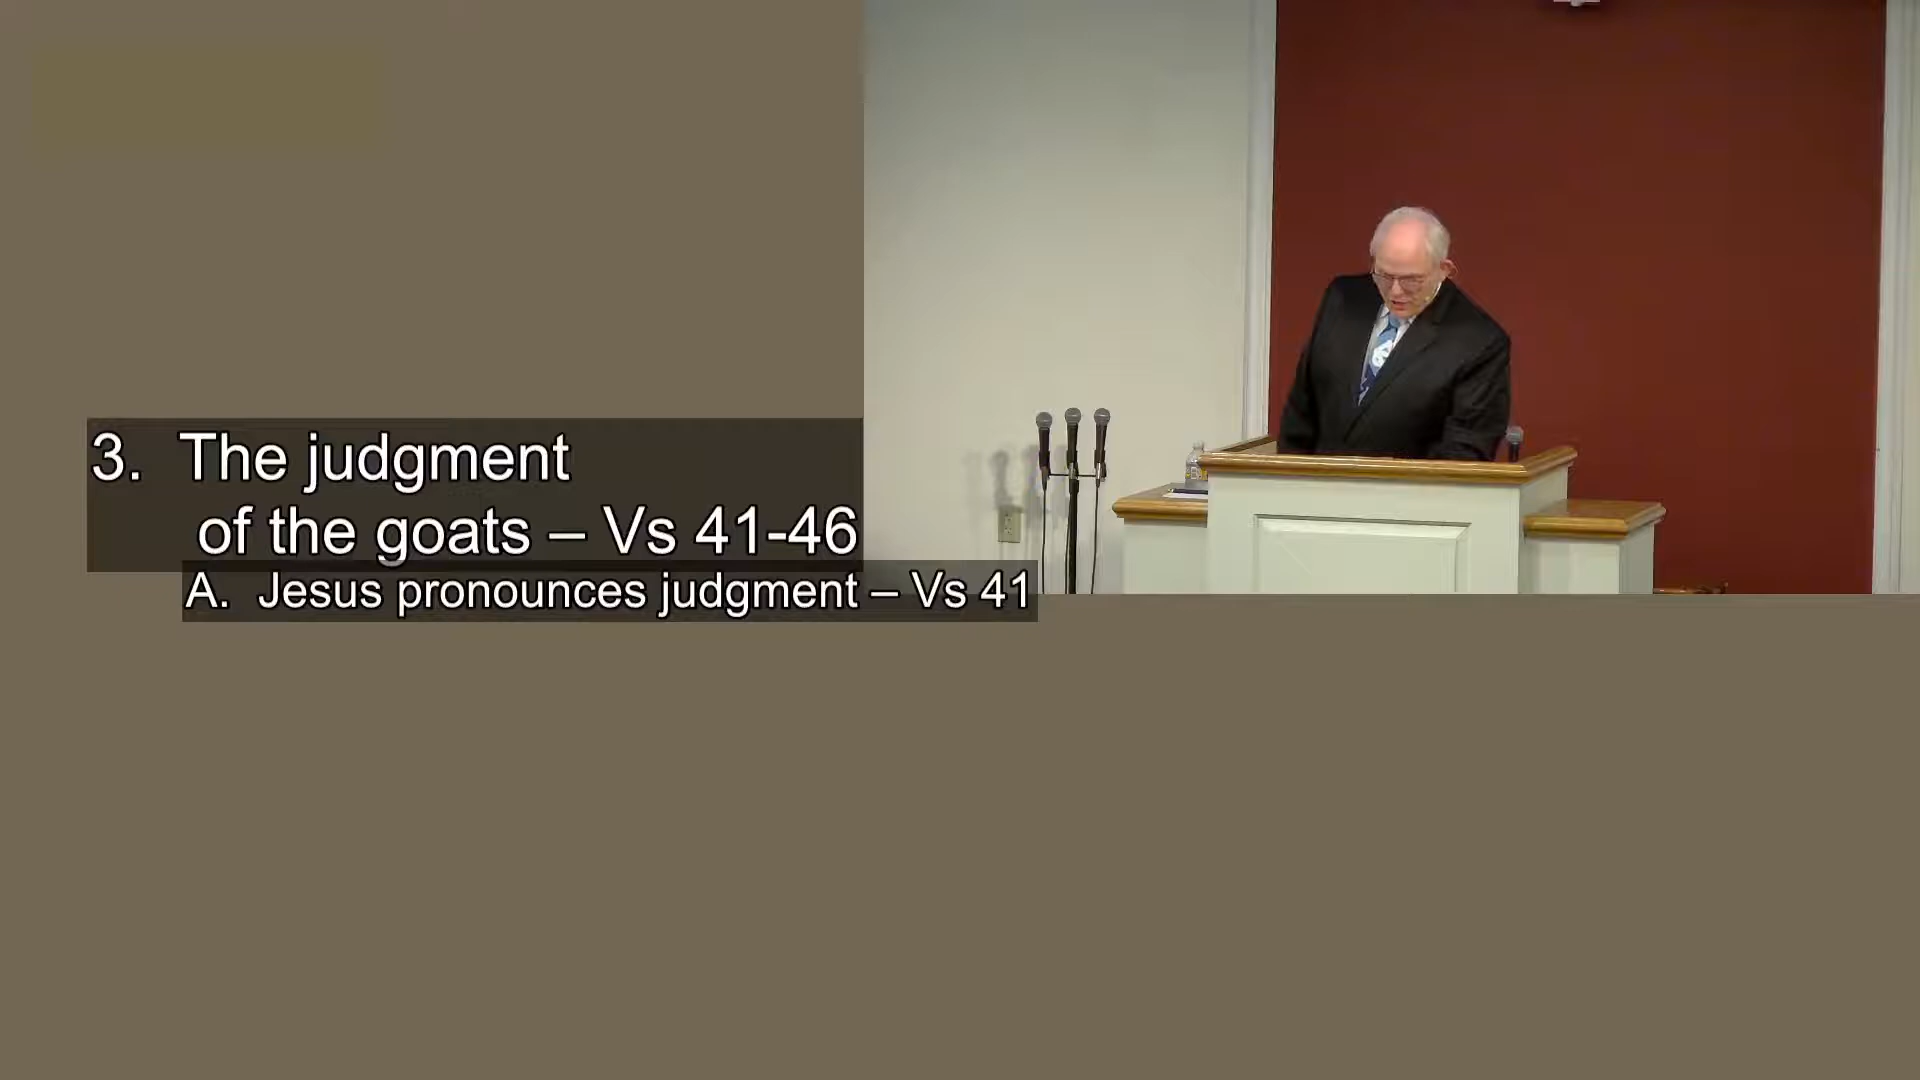 3. The judgment
of the goats – Vs 41-46
A. Jesus pronounces judgment – Vs 41